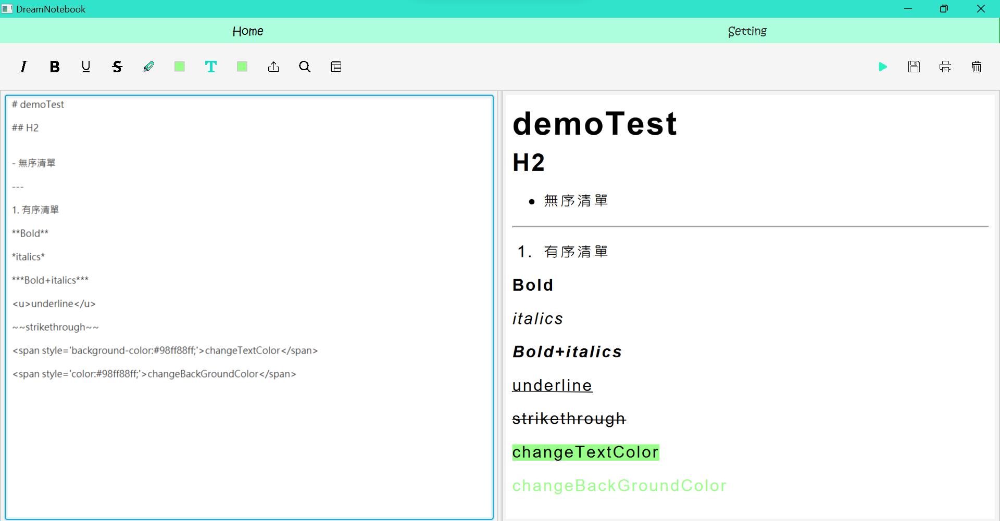 DreamNotebook
Home
Setting
# demoTest
## H2
- 無序清單
---
1. 有序清單
**Bold**
*italics*
***Bold+italics***
<u>underline</u>
~~strikethrough~~
<span style='background-color:#98ff88ff;'>changeTextColor</span>
<span style='color:#98ff88ff;'>changeBackGroundColor</span>
demoTest
H2
• 無序清單
1. 有序清單
Bold
italics
Bold+italics
underline
strikethrough
changeTextColor
changeBackGroundColor